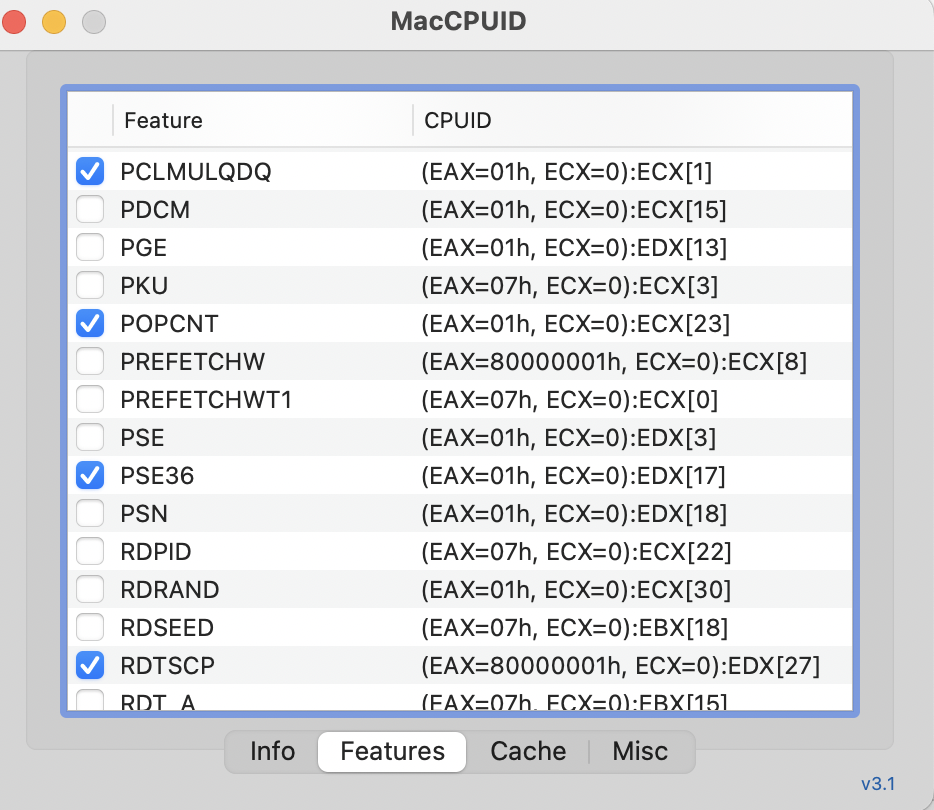 MacCPUID
Feature CPUID
PCLMULQDQ (EAX=01h, ECX=0):ECX[1]
PDCM (EAX=01h, ECX=0):ECX[15]
PGE (EAX=01h, ECX=0):EDX[13]
PKU (EAX=07h, ECX=0):ECX[3]
POPCNT (EAX=01h, ECX=0):ECX[23]
PREFETCHW (EAX=80000001h, ECX=0):ECX[8]
PREFETCHWT1 (EAX=07h, ECX=0):ECX[0]
PSE (EAX=01h, ECX=0):EDX[3]
PSE36 (EAX=01h, ECX=0):EDX[17]
PSN (EAX=01h, ECX=0):EDX[18]
RDPID (EAX=07h, ECX=0):ECX[22]
RDRAND (EAX=01h, ECX=0):ECX[30]
RDSEED (EAX=07h, ECX=0):EBX[18]
RDTSCP (EAX=80000001h, ECX=0):EDX[27]
RDT_A (EAX=07h, ECX=0):EBX[15]
Info Features Cache Misc
v3.1